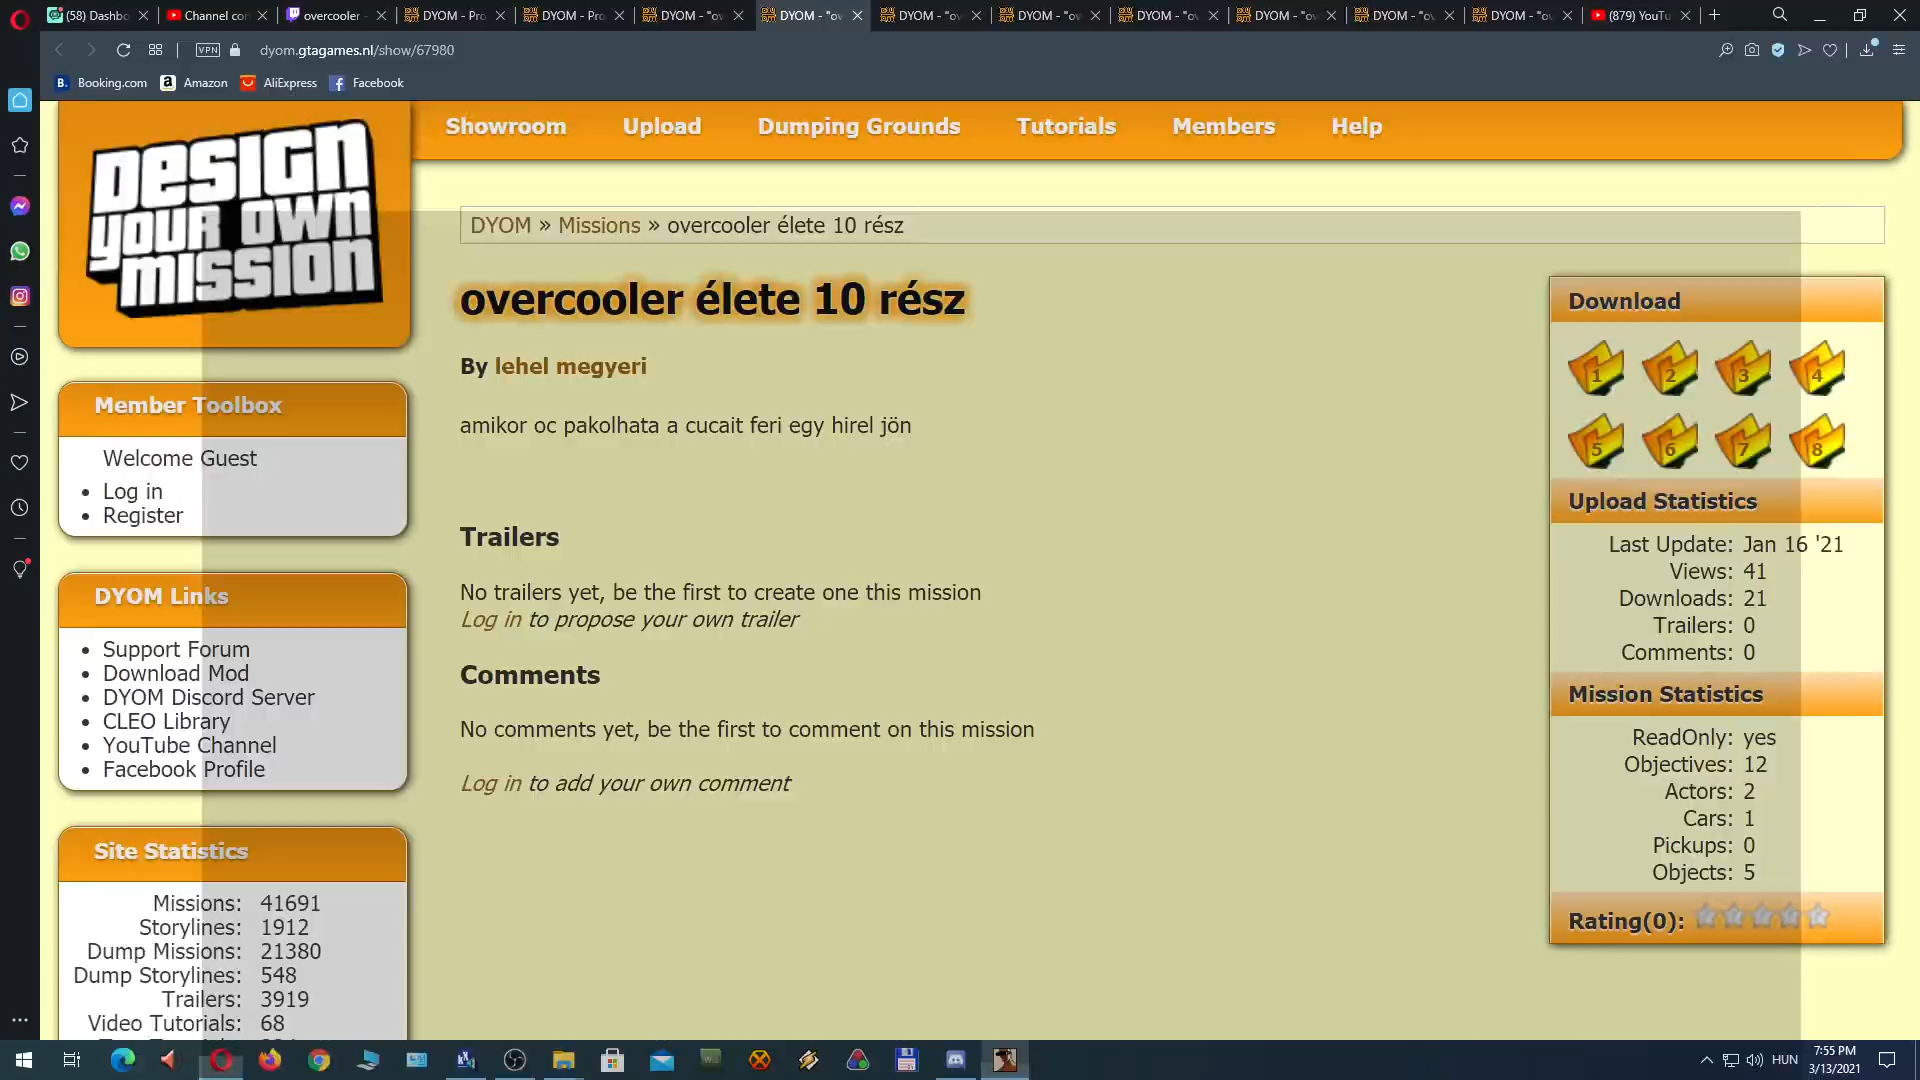 (58) Dashbo
Channel con
overcooler -
DYOM - Pro
DYOM - Pro
DYOM - "ov
DYOM - "ov
DYOM - "ov
DYOM - "ov
DYOM - "ov
DYOM - "ov
DYOM - "ov
DYOM - "ov
(879) YouTu
VPN
dyom.gtagames.nl/show/67980
Booking.com
Amazon
AliExpress
Facebook
DESIGN
YOUR OWN
MISSION
Showroom
Upload
Dumping Grounds
Tutorials
Members
Help
DYOM » Missions » overcooler élete 10 rész
overcooler élete 10 rész
By lehel megyeri
amikor oc pakolhata a cucait feri egy hirel jön
Trailers
No trailers yet, be the first to create one this mission
Log in to propose your own trailer
Comments
No comments yet, be the first to comment on this mission
Log in to add your own comment
Member Toolbox
Welcome Guest
Log in
Register
DYOM Links
Support Forum
Download Mod
DYOM Discord Server
CLEO Library
YouTube Channel
Facebook Profile
Site Statistics
Missions: 41691
Storylines: 1912
Dump Missions: 21380
Dump Storylines: 548
Trailers: 3919
Video Tutorials: 68
Download
1 2 3 4
5 6 7 8
Upload Statistics
Last Update: Jan 16 '21
Views: 41
Downloads: 21
Trailers: 0
Comments: 0
Mission Statistics
ReadOnly: yes
Objectives: 12
Actors: 2
Cars: 1
Pickups: 0
Objects: 5
Rating(0):
HUN
7:55 PM
3/13/2021